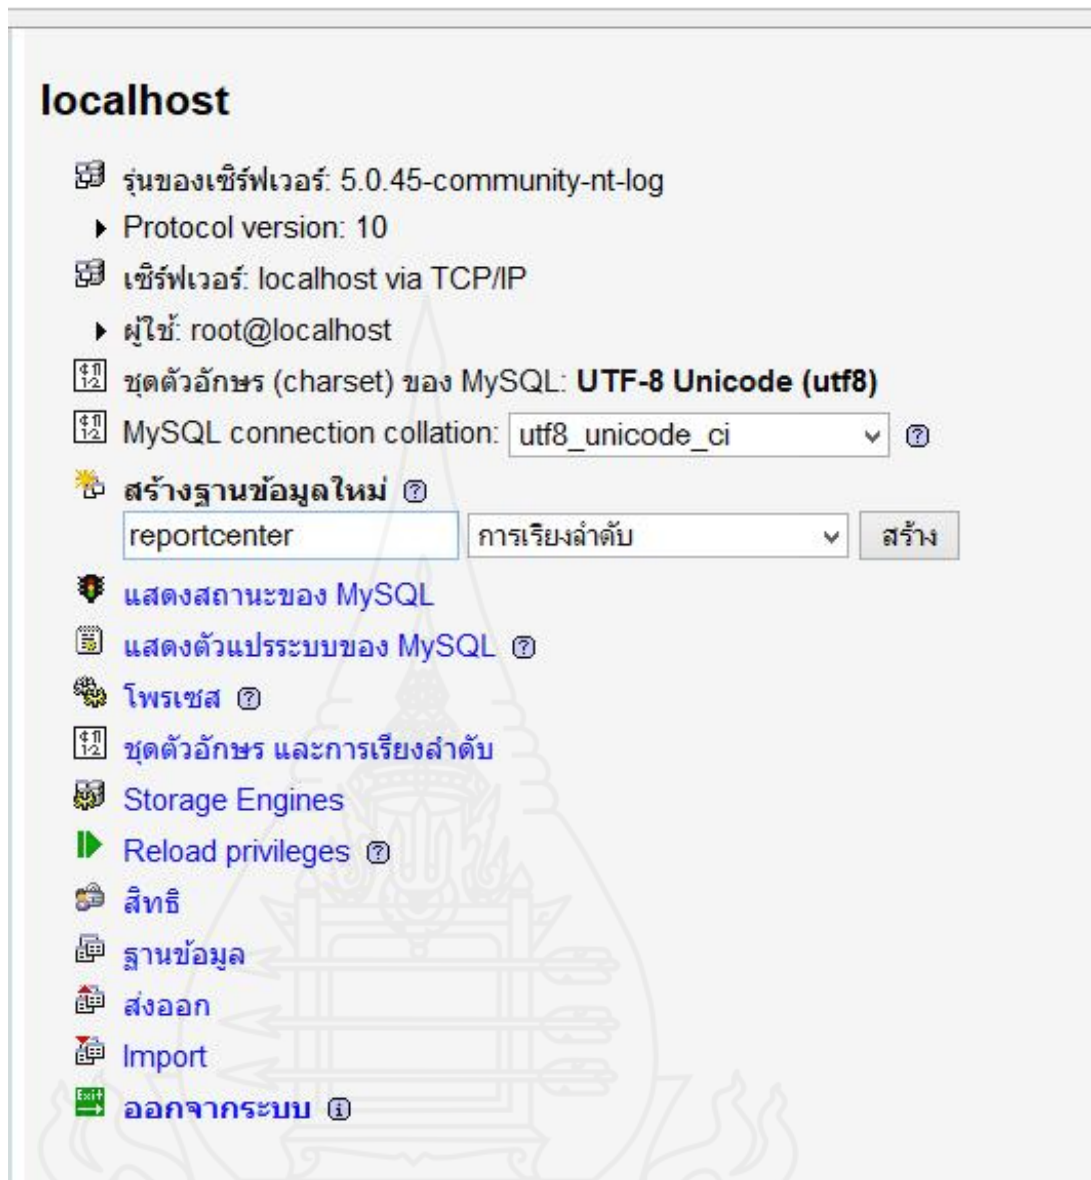 localhost
รุ่นของเซิร์ฟเวอร์: 5.0.45-community-nt-log
Protocol version: 10
เซิร์ฟเวอร์: localhost via TCP/IP
ผู้ใช้: root@localhost
ชุดตัวอักษร (charset) ของ MySQL: UTF-8 Unicode (utf8)
MySQL connection collation: utf8_unicode_ci
สร้างฐานข้อมูลใหม่
reportcenter การเรียงลำดับ สร้าง
แสดงสถานะของ MySQL
แสดงตัวแปรระบบของ MySQL
โพรเซส
ชุดตัวอักษร และการเรียงลำดับ
Storage Engines
Reload privileges
สิทธิ
ฐานข้อมูล
ส่งออก
Import
ออกจากระบบ